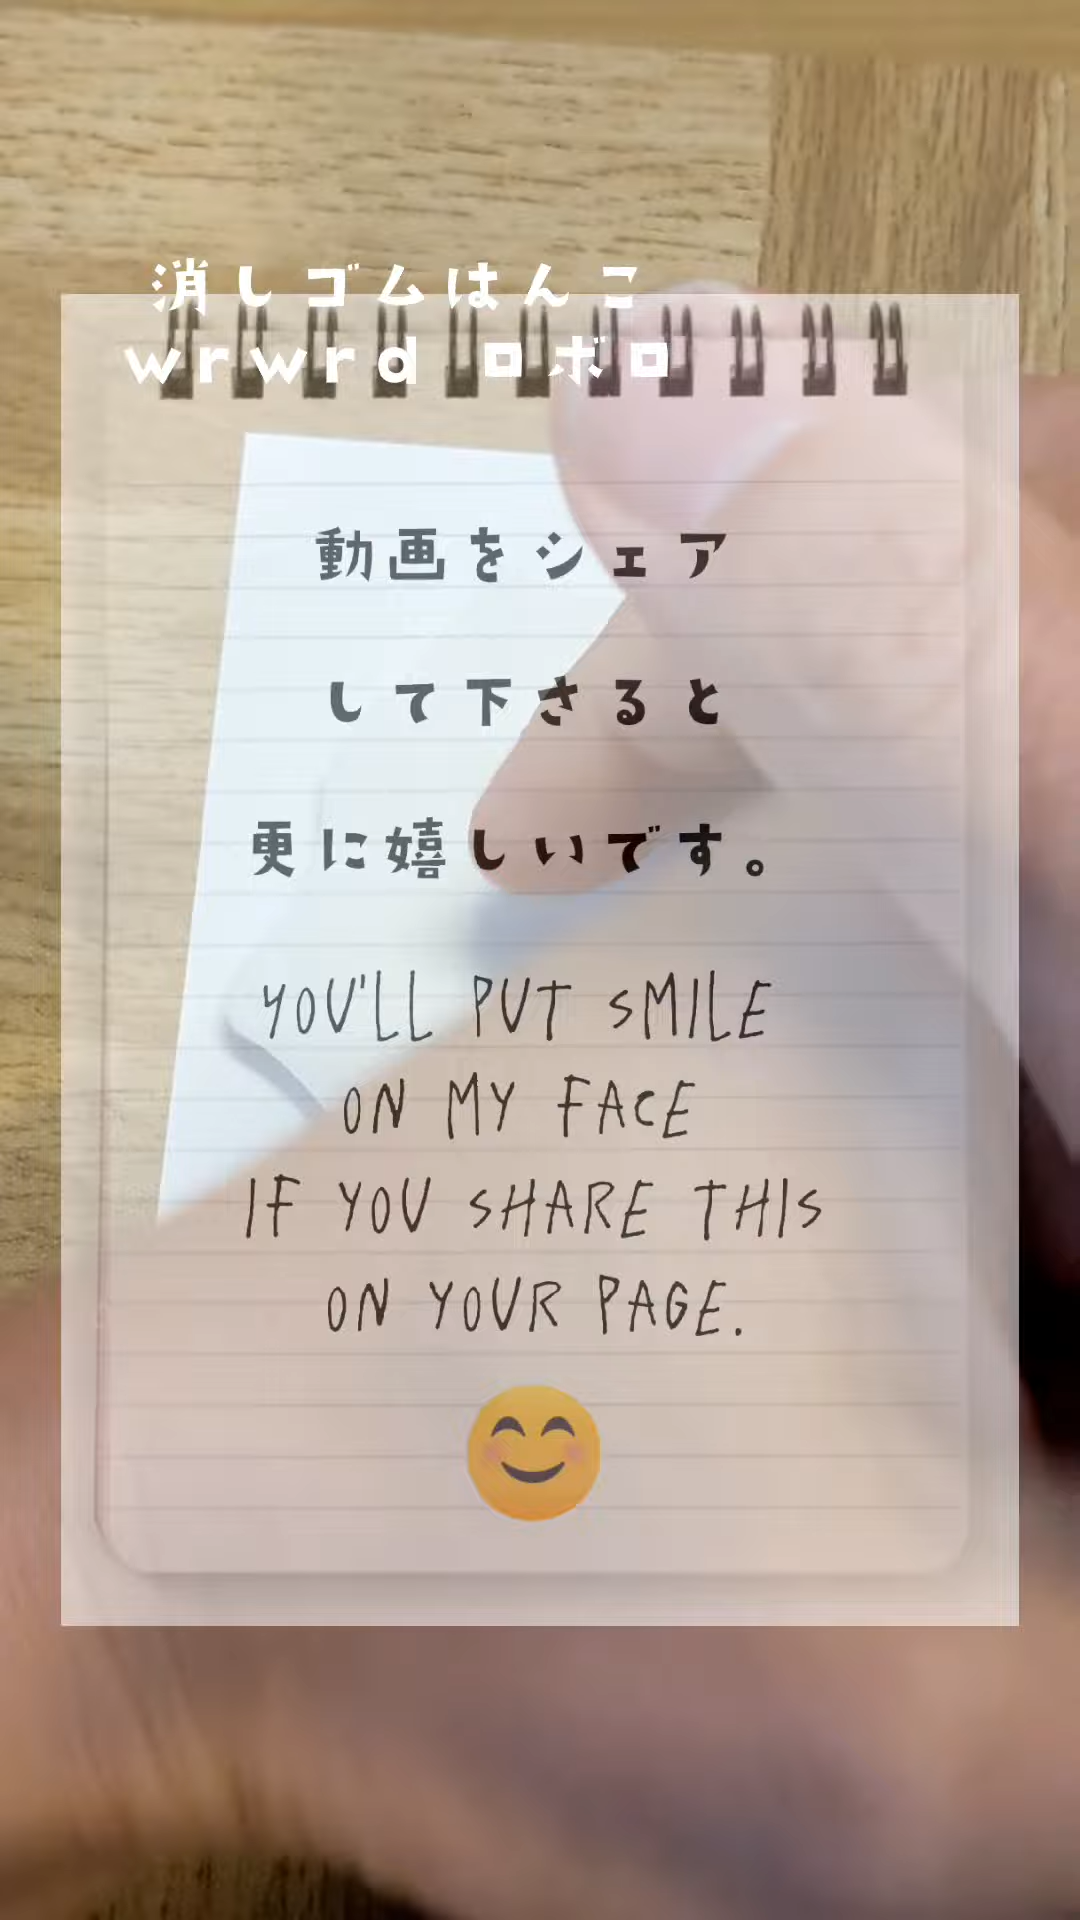 消しゴムはんこ
wrwrd ロボロ
動画をシェア
して下さると
更に嬉しいです。
YOU'LL PUT SMILE
ON MY FACE
IF YOU SHARE THIS
ON YOUR PAGE.